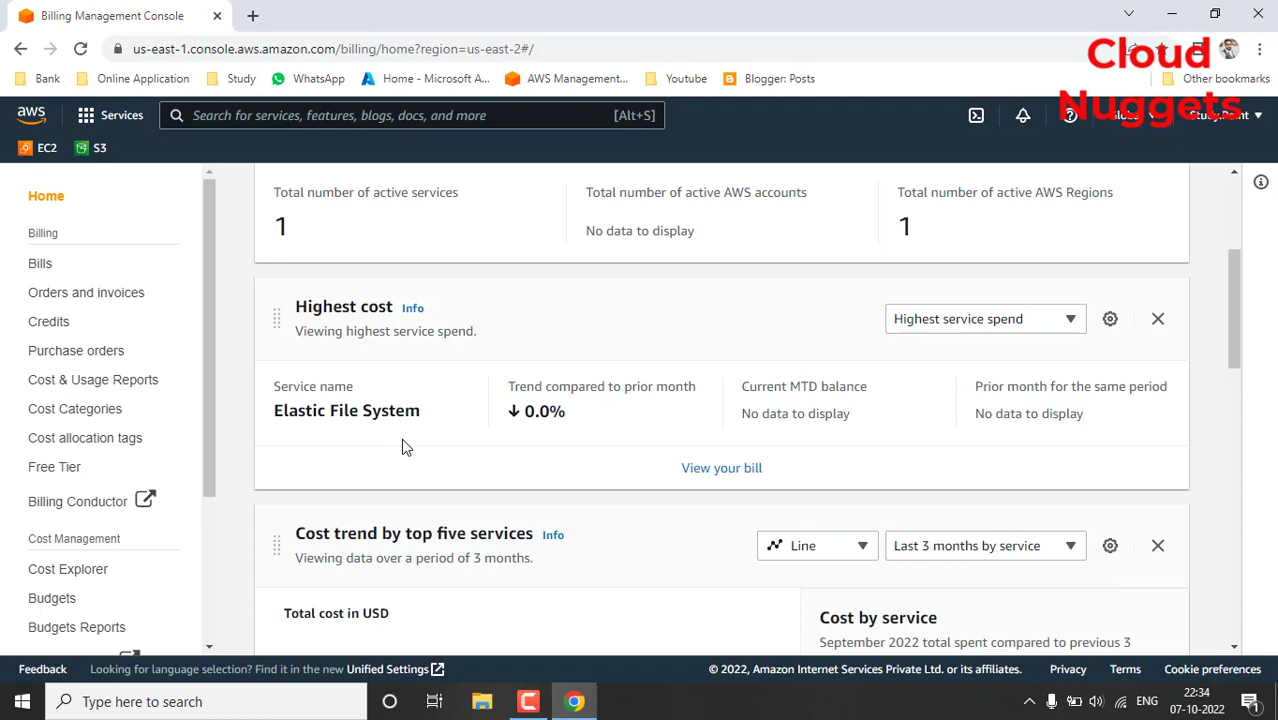 Billing Management Console
us-east-1.console.aws.amazon.com/billing/home?region=us-east-2#/
Cloud
Nuggets
Bank
Online Application
Study
WhatsApp
Home - Microsoft A...
AWS Management...
Youtube
Blogger: Posts
Other bookmarks
aws
Services
Search for services, features, blogs, docs, and more
[Alt+S]
Global
Study.Point
EC2
S3
Home
Billing
Bills
Orders and invoices
Credits
Purchase orders
Cost & Usage Reports
Cost Categories
Cost allocation tags
Free Tier
Billing Conductor
Cost Management
Cost Explorer
Budgets
Budgets Reports
Total number of active services
1
Total number of active AWS accounts
No data to display
Total number of active AWS Regions
1
Highest cost Info
Viewing highest service spend.
Highest service spend
Service name
Elastic File System
Trend compared to prior month
0.0%
Current MTD balance
No data to display
Prior month for the same period
No data to display
View your bill
Cost trend by top five services Info
Viewing data over a period of 3 months.
Line
Last 3 months by service
Total cost in USD
Cost by service
September 2022 total spent compared to previous 3
Feedback
Looking for language selection? Find it in the new Unified Settings
© 2022, Amazon Internet Services Private Ltd. or its affiliates.
Privacy
Terms
Cookie preferences
Type here to search
ENG
22:34
07-10-2022
1